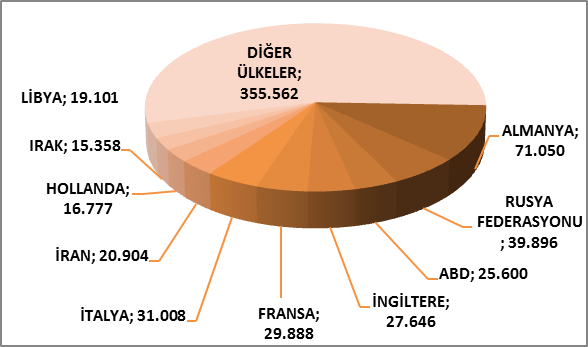 DİĞER
ÜLKELER;
355.562
LİBYA; 19.101
ALMANYA;
71.050
IRAK; 15.358
HOLLANDA;
16.777
RUSYA
FEDERASYONU
; 39.896
İRAN; 20.904
ABD; 25.600
İTALYA; 31.008
FRANSA;
29.888
İNGİLTERE;
27.646